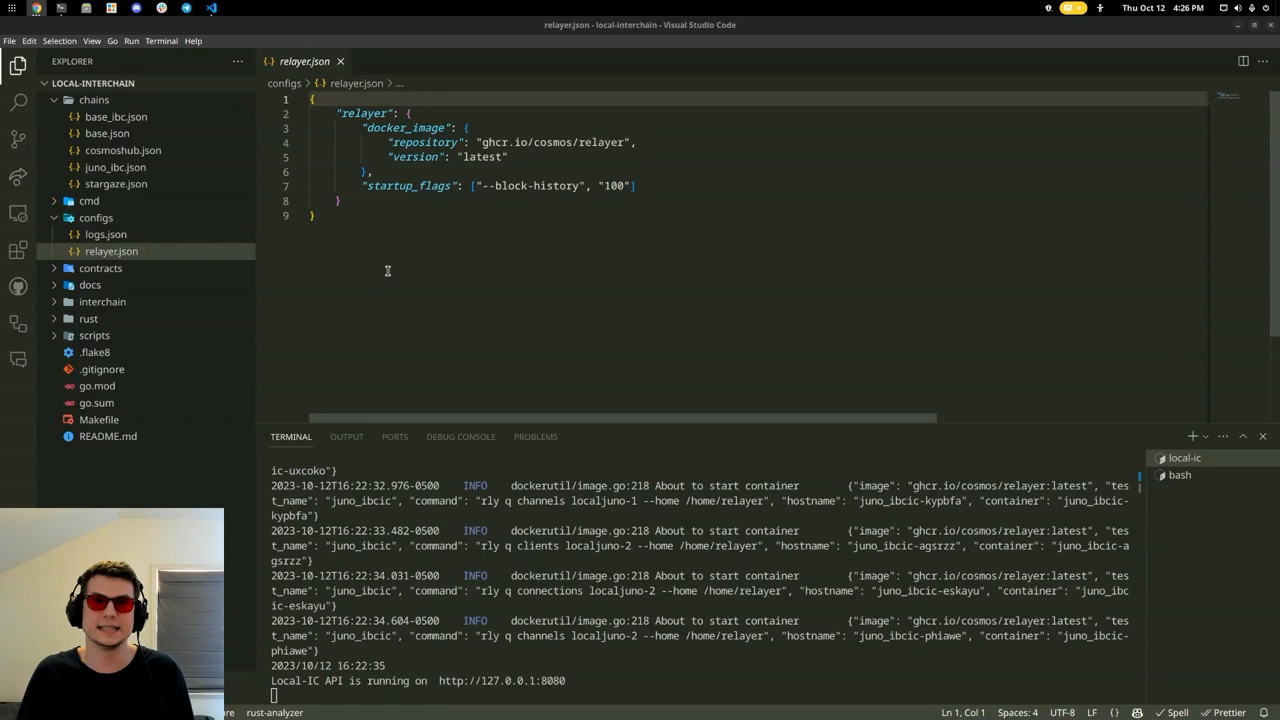 Thu Oct 12 4:26 PM
relayer.json - local-interchain - Visual Studio Code
File Edit Selection View Go Run Terminal Help
EXPLORER
relayer.json
LOCAL-INTERCHAIN
configs > relayer.json > ...
chains
base_ibc.json
base.json
cosmoshub.json
juno_ibc.json
stargaze.json
cmd
configs
logs.json
relayer.json
contracts
docs
interchain
rust
scripts
.flake8
.gitignore
go.mod
go.sum
Makefile
README.md
1 {
2 "relayer": {
3 "docker_image": {
4 "repository": "ghcr.io/cosmos/relayer",
5 "version": "latest"
6 },
7 "startup_flags": ["--block-history", "100"]
8 }
9 }
TERMINAL OUTPUT PORTS DEBUG CONSOLE PROBLEMS
local-ic
bash
ic-uxcoko"}
2023-10-12T16:22:32.976-0500 INFO dockerutil/image.go:218 About to start container {"image": "ghcr.io/cosmos/relayer:latest", "tes
t_name": "juno_ibcic", "command": "rly q channels localjuno-1 --home /home/relayer", "hostname": "juno_ibcic-kypbfa", "container": "juno_ibcic-
kypbfa"}
2023-10-12T16:22:33.482-0500 INFO dockerutil/image.go:218 About to start container {"image": "ghcr.io/cosmos/relayer:latest", "tes
t_name": "juno_ibcic", "command": "rly q clients localjuno-2 --home /home/relayer", "hostname": "juno_ibcic-agsrzz", "container": "juno_ibcic-a
gsrzz"}
2023-10-12T16:22:34.031-0500 INFO dockerutil/image.go:218 About to start container {"image": "ghcr.io/cosmos/relayer:latest", "tes
t_name": "juno_ibcic", "command": "rly q connections localjuno-2 --home /home/relayer", "hostname": "juno_ibcic-eskayu", "container": "juno_ibc
ic-eskayu"}
2023-10-12T16:22:34.604-0500 INFO dockerutil/image.go:218 About to start container {"image": "ghcr.io/cosmos/relayer:latest", "tes
t_name": "juno_ibcic", "command": "rly q channels localjuno-2 --home /home/relayer", "hostname": "juno_ibcic-phiawe", "container": "juno_ibcic-
phiawe"}
2023/10/12 16:22:35
Local-IC API is running on http://127.0.0.1:8080
rust-analyzer
Ln 1, Col 1 Spaces: 4 UTF-8 LF {} Spell Prettier